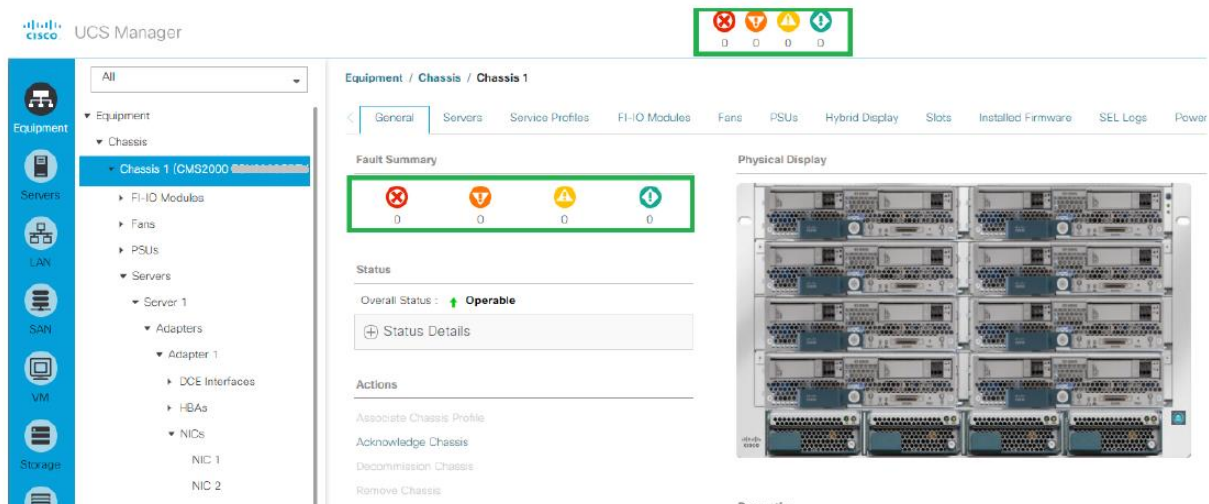 CISCO
UCS Manager
0 0 0 0
All
Equipment
Servers
LAN
SAN
VM
Storage
Equipment
Chassis
Chassis 1 (CMS2000
FI-IO Modules
Fans
PSUs
Servers
Server 1
Adapters
Adapter 1
DCE Interfaces
HBAs
NICs
NIC 1
NIC 2
Equipment / Chassis / Chassis 1
General Servers Service Profiles FI-IO Modules Fans PSUs Hybrid Display Slots Installed Firmware SEL Logs Power
Fault Summary
0 0 0 0
Status
Overall Status : Operable
Status Details
Actions
Associate Chassis Profile
Acknowledge Chassis
Decommission Chassis
Remove Chassis
Physical Display